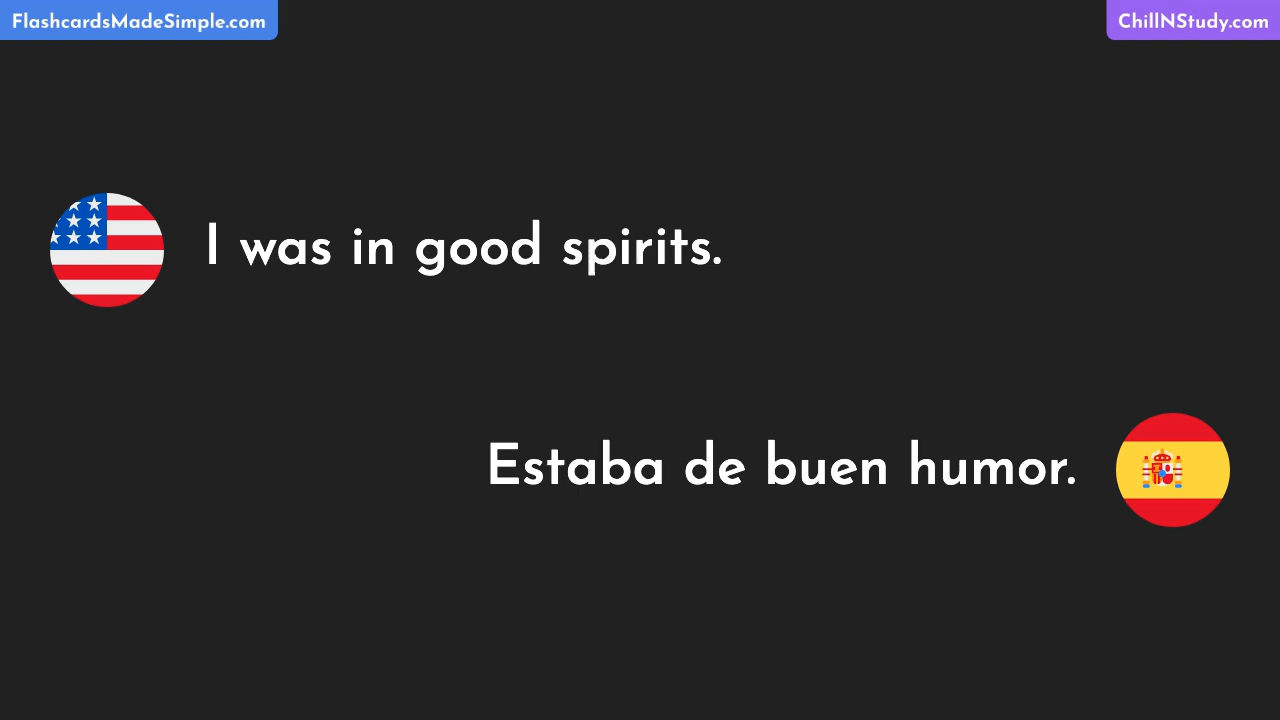 FlashcardsMadeSimple.com
ChillNStudy.com
I was in good spirits.
Estaba de buen humor.